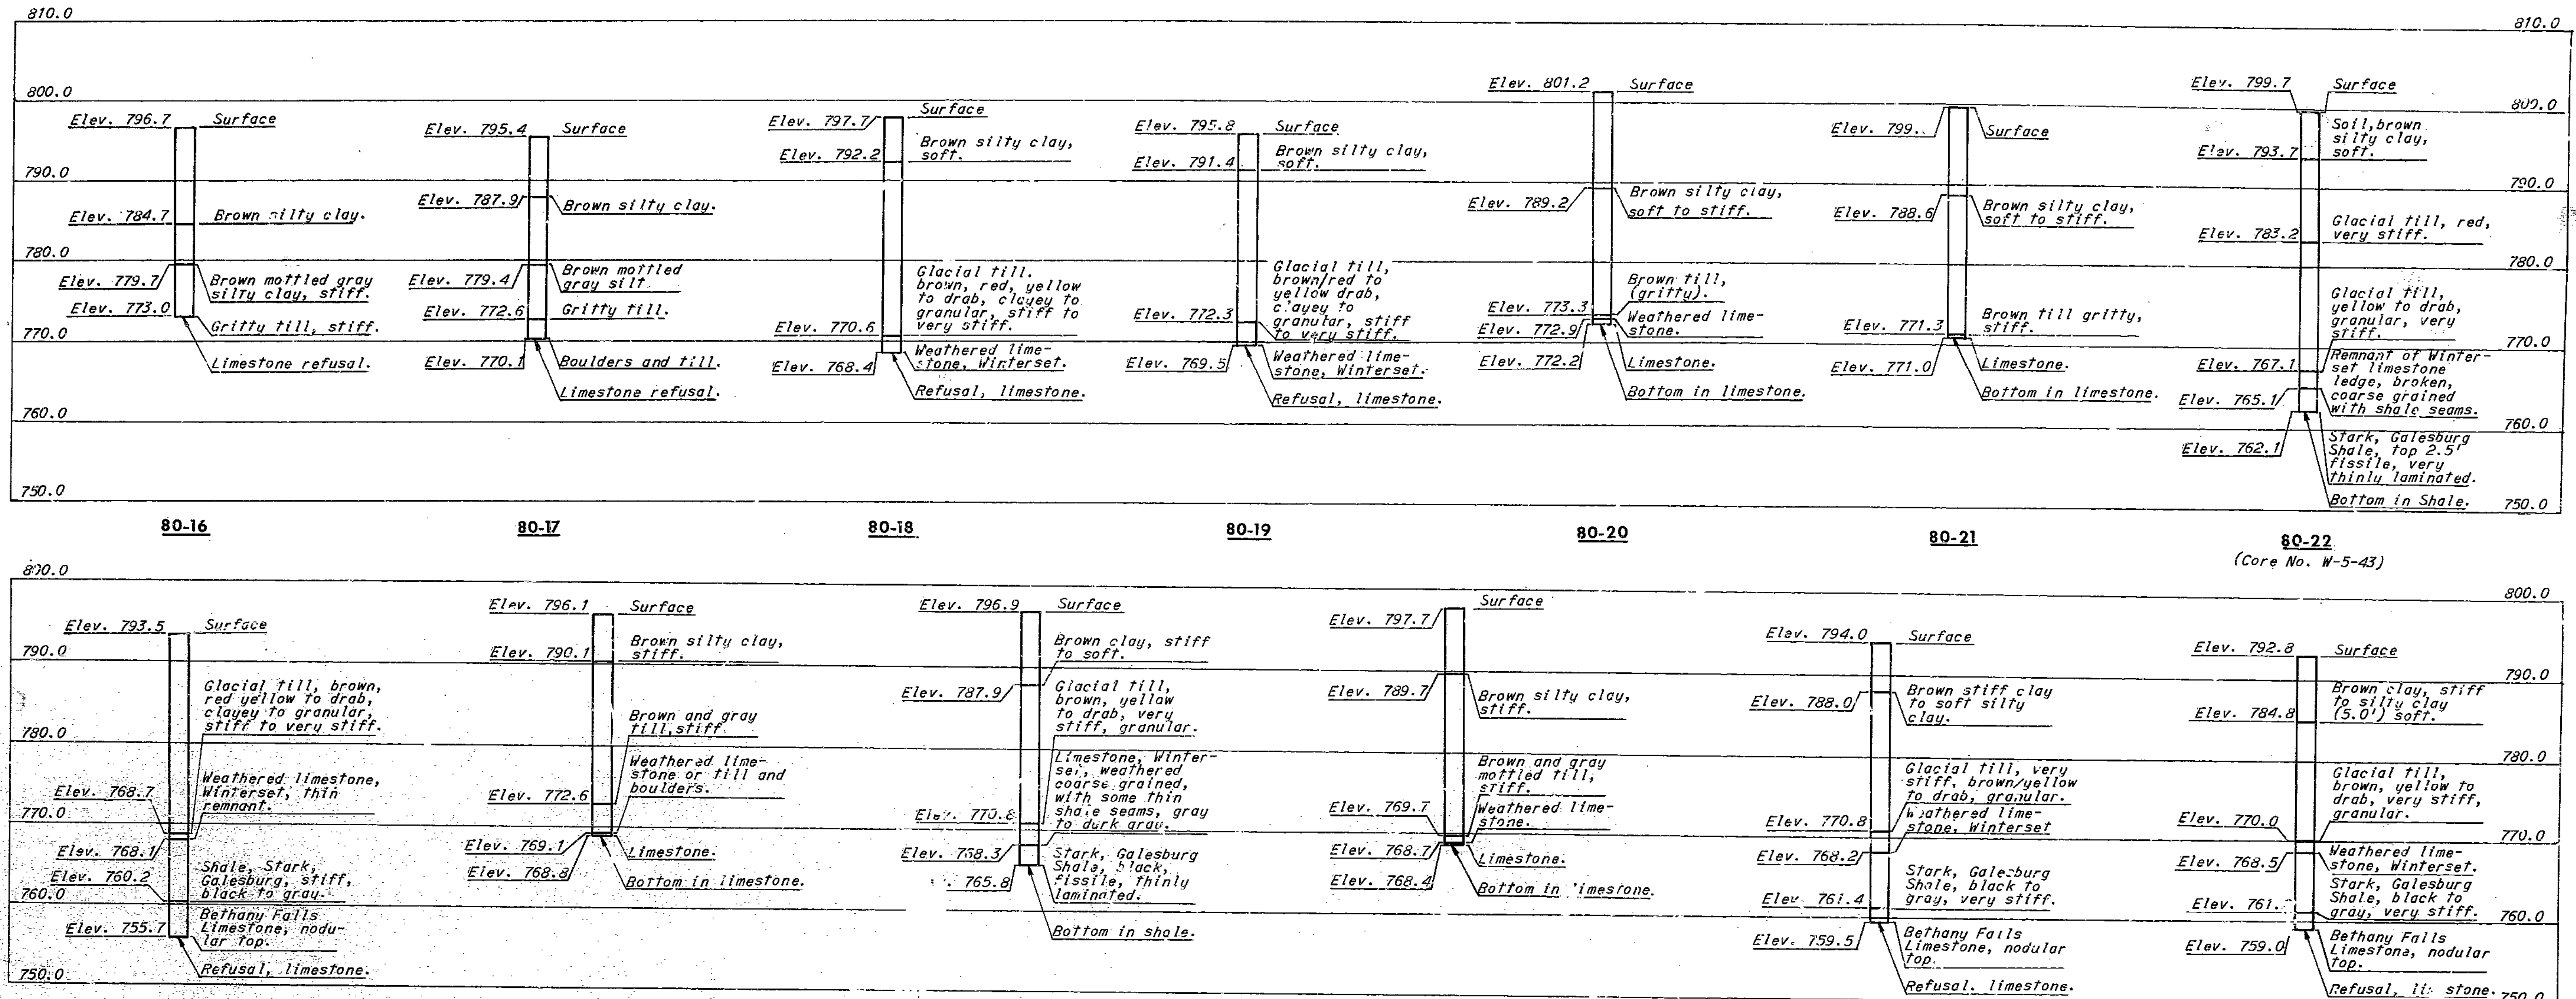 810.0
810.0
800.0
800.0
790.0
790.0
780.0
780.0
770.0
770.0
760.0
760.0
750.0
750.0
Elev. 796.7
Surface
Elev. 784.7
Brown silty clay.
Elev. 779.7
Brown mottled gray
silty clay, stiff.
Elev. 773.0
Gritty till, stiff.
Limestone refusal.
80-16
Elev. 795.4
Surface
Elev. 787.9
Brown silty clay.
Elev. 779.4
Brown mottled
gray silt
Elev. 772.6
Gritty till.
Elev. 770.1
Boulders and till.
Limestone refusal.
80-17
Elev. 797.7
Surface
Elev. 792.2
Brown silty clay,
soft.
Glacial till.
brown, red, yellow
to drab, clayey to
granular, stiff to
very stiff.
Elev. 770.6
Weathered lime-
stone, Winterset.
Elev. 768.4
Refusal, limestone.
80-18
Elev. 795.8
Surface
Elev. 791.4
Brown silty clay,
soft.
Glacial till,
brown/red to
yellow drab,
clayey to
granular, stiff
to very stiff.
Elev. 772.3
Weathered lime-
stone, Winterset.
Elev. 769.5
Refusal, limestone.
80-19
Elev. 801.2
Surface
Elev. 789.2
Brown silty clay,
soft to stiff.
Brown till,
(gritty).
Elev. 773.3
Weathered lime-
stone.
Elev. 772.9
Limestone.
Elev. 772.2
Bottom in limestone.
80-20
Elev. 799.
Surface
Elev. 788.6
Brown silty clay,
soft to stiff.
Elev. 771.3
Brown till gritty,
stiff.
Elev. 771.0
Limestone.
Bottom in limestone.
80-21
Elev. 799.7
Surface
Soil, brown
silty clay,
soft.
Elev. 793.7
Glacial till, red,
very stiff.
Elev. 783.2
Glacial till,
yellow to drab,
granular, very
stiff.
Elev. 767.1
Remnant of Winter-
set limestone
ledge, broken,
coarse grained
with shale seams.
Elev. 765.1
Stark, Galesburg
Shale, top 2.5'
fissile, very
thinly laminated.
Elev. 762.1
Bottom in Shale.
80-22
(Core No. W-5-43)
800.0
800.0
790.0
790.0
780.0
780.0
770.0
770.0
760.0
760.0
750.0
750.0
Elev. 793.5
Surface
Glacial till, brown,
red yellow to drab,
clayey to granular,
stiff to very stiff.
Elev. 768.7
Weathered limestone,
Winterset, thin
remnant.
Elev. 768.1
Shale, Stark,
Galesburg, stiff,
black to gray.
Elev. 760.2
Bethany Falls
Limestone, nodu-
lar top.
Elev. 755.7
Refusal, limestone.
Elev. 796.1
Surface
Elev. 790.1
Brown silty clay,
stiff.
Brown and gray
till, stiff.
Elev. 772.6
Weathered lime-
stone or till and
boulders.
Elev. 769.1
Limestone.
Elev. 768.8
Bottom in limestone.
Elev. 796.9
Surface
Brown clay, stiff
to soft.
Elev. 787.9
Glacial till,
brown, yellow
to drab, very
stiff, granular.
Elev. 770.8
Limestone, Winter-
set, weathered
coarse grained,
with some thin
shale seams, gray
to dark gray.
Elev. 768.3
Stark, Galesburg
Shale, black,
fissile, thinly
laminated.
765.8
Bottom in shale.
Elev. 797.7
Surface
Elev. 789.7
Brown silty clay,
stiff.
Brown and gray
mottled till,
stiff.
Elev. 769.7
Weathered lime-
stone.
Elev. 768.7
Limestone.
Elev. 768.4
Bottom in limestone.
Elev. 794.0
Surface
Elev. 788.0
Brown stiff clay
to soft silty
clay.
Glacial till, very
stiff, brown/yellow
to drab, granular.
Elev. 770.8
Weathered lime-
stone, Winterset
Elev. 768.2
Stark, Galesburg
Shale, black to
gray, very stiff.
Elev. 761.4
Bethany Falls
Limestone, nodular
top.
Elev. 759.5
Refusal, limestone.
Elev. 792.8
Surface
Brown clay, stiff
to silty clay
(5.0') soft.
Elev. 784.8
Glacial till,
brown, yellow to
drab, very stiff,
granular.
Elev. 770.0
Weathered lime-
stone, Winterset.
Elev. 768.5
Stark, Galesburg
Shale, black to
gray, very stiff.
Elev. 761.
Bethany Falls
Limestone, nodular
top.
Elev. 759.0
Refusal, limestone.